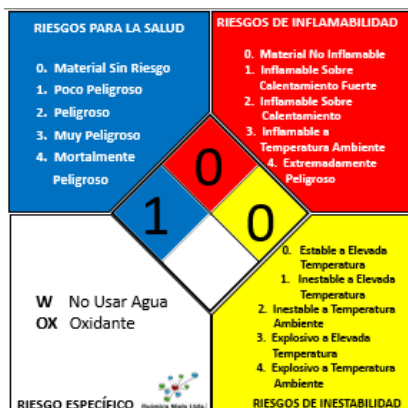 RIESGOS PARA LA SALUD
0. Material Sin Riesgo
1. Poco Peligroso
2. Peligroso
3. Muy Peligroso
4. Mortalmente
Peligroso
RIESGOS DE INFLAMABILIDAD
0. Material No Inflamable
1. Inflamable Sobre
Calentamiento Fuerte
2. Inflamable Sobre
Calentamiento
3. Inflamable a
Temperatura Ambiente
4. Extremadamente
Peligroso
0
1
0
W No Usar Agua
OX Oxidante
RIESGO ESPECÍFICO
0. Estable a Elevada
Temperatura
1. Inestable a Elevada
Temperatura
2. Inestable a Temperatura
Ambiente
3. Explosivo a Elevada
Temperatura
4. Explosivo a Temperatura
Ambiente
RIESGOS DE INESTABILIDAD